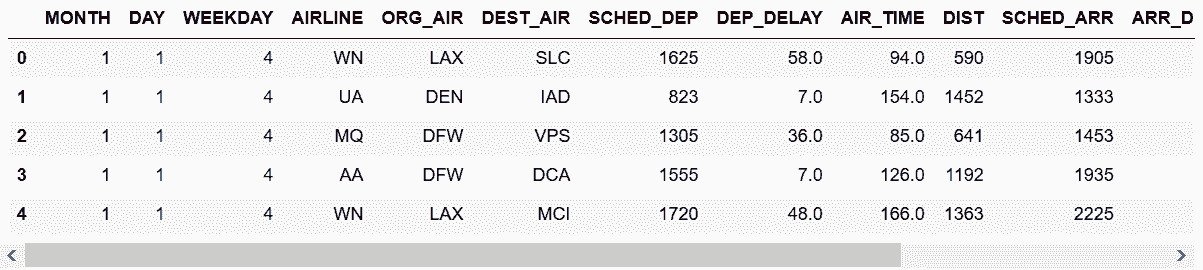 MONTH DAY WEEKDAY AIRLINE ORG_AIR DEST_AIR SCHED_DEP DEP_DELAY AIR_TIME DIST SCHED_ARR ARR_D
0 1 1 4 WN LAX SLC 1625 58.0 94.0 590 1905
1 1 1 4 UA DEN IAD 823 7.0 154.0 1452 1333
2 1 1 4 MQ DFW VPS 1305 36.0 85.0 641 1453
3 1 1 4 AA DFW DCA 1555 7.0 126.0 1192 1935
4 1 1 4 WN LAX MCI 1720 48.0 166.0 1363 2225